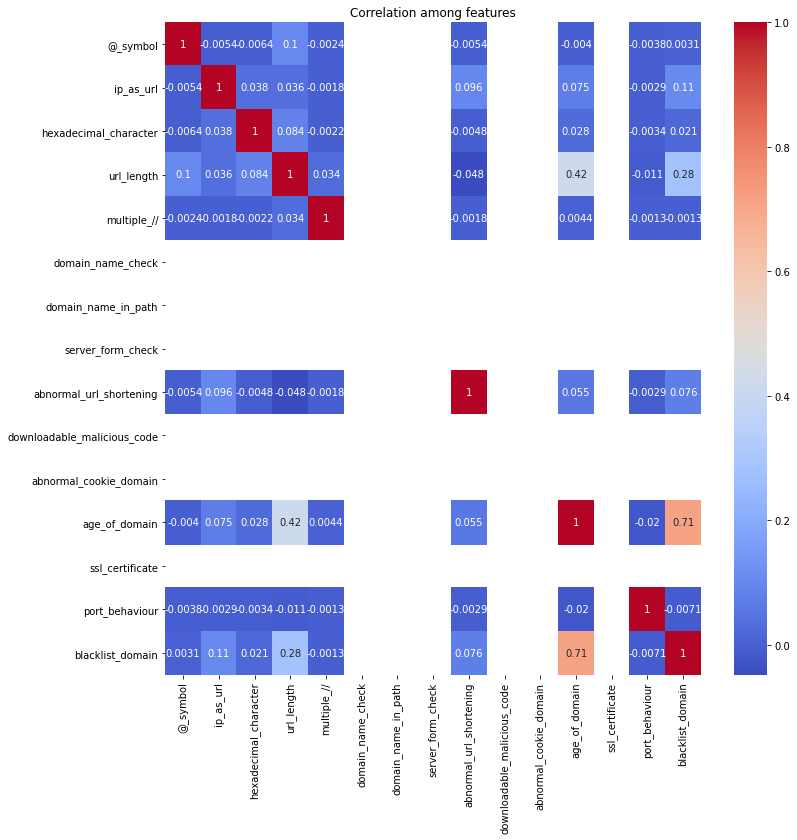 Correlation among features
@_symbol 1 -0.0054 -0.0064 0.1 -0.0024 -0.0054 -0.004 -0.0038 0.0031
ip_as_url -0.0054 1 0.038 0.036 -0.0018 0.096 0.075 -0.0029 0.11
hexadecimal_character -0.0064 0.038 1 0.084 -0.0022 -0.0048 0.028 -0.0034 0.021
url_length 0.1 0.036 0.084 1 0.034 -0.048 0.42 -0.011 0.28
multiple_// -0.0024 -0.0018 -0.0022 0.034 1 -0.0018 0.0044 -0.0013 -0.0013
domain_name_check
domain_name_in_path
server_form_check
abnormal_url_shortening -0.0054 0.096 -0.0048 -0.048 -0.0018 1 0.055 -0.0029 0.076
downloadable_malicious_code
abnormal_cookie_domain
age_of_domain -0.004 0.075 0.028 0.42 0.0044 0.055 1 -0.02 0.71
ssl_certificate
port_behaviour -0.0038 -0.0029 -0.0034 -0.011 -0.0013 -0.0029 -0.02 1 -0.0071
blacklist_domain 0.0031 0.11 0.021 0.28 -0.0013 0.076 0.71 -0.0071 1
@_symbol
ip_as_url
hexadecimal_character
url_length
multiple_//
domain_name_check
domain_name_in_path
server_form_check
abnormal_url_shortening
downloadable_malicious_code
abnormal_cookie_domain
age_of_domain
ssl_certificate
port_behaviour
blacklist_domain
1.0
0.8
0.6
0.4
0.2
0.0